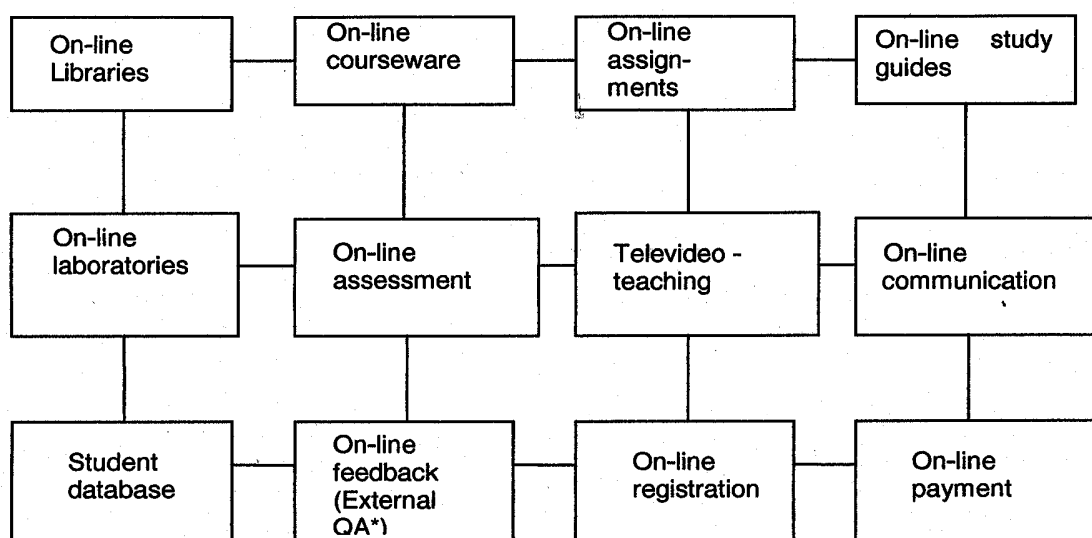 On-line
Libraries
On-line
courseware
On-line
assign-
ments
On-line study
guides
On-line
laboratories
On-line
assessment
Televideo -
teaching
On-line
communication
Student
database
On-line
feedback
(External
QA*)
On-line
registration
On-line
payment